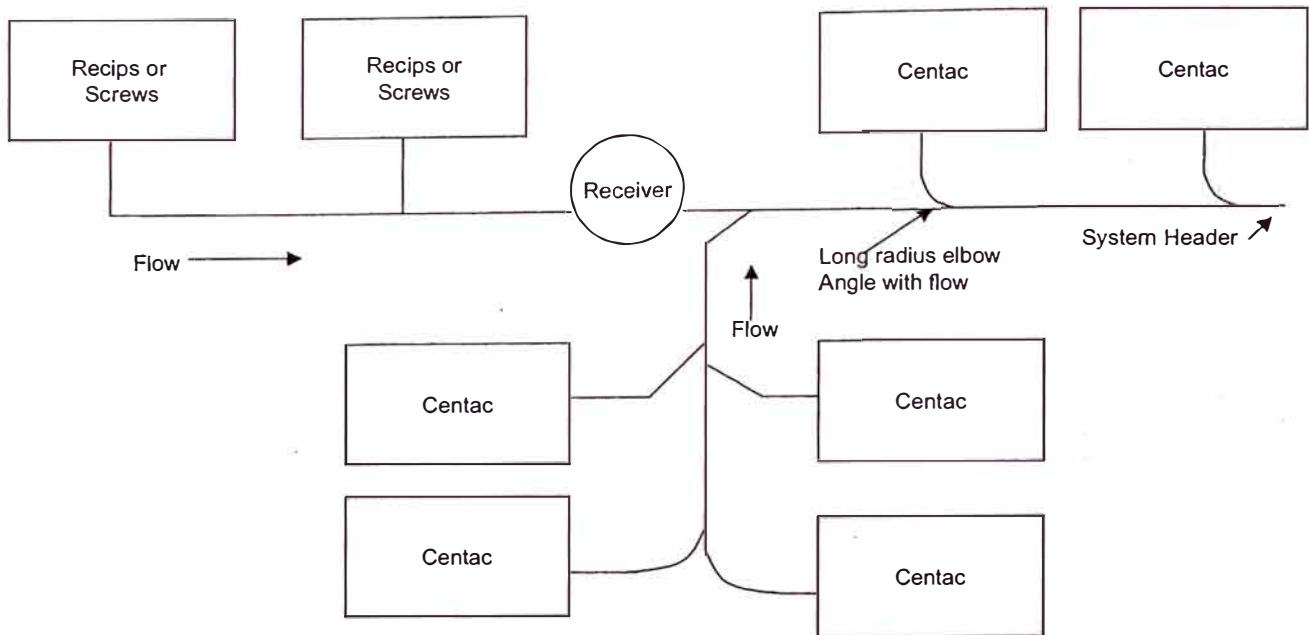 Recips or
Screws
Recips or
Screws
Centac
Centac
Receiver
Flow
Long radius elbow
Angle with flow
System Header
Flow
Centac
Centac
Centac
Centac